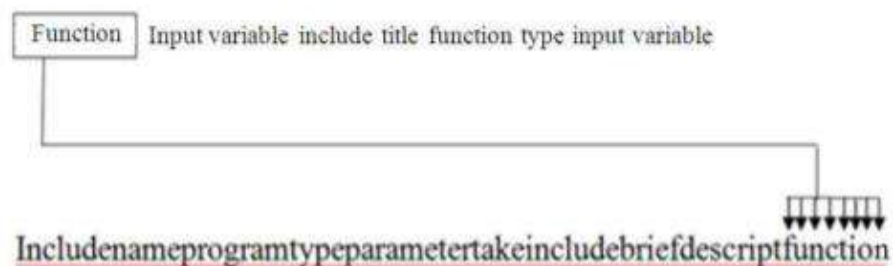 Function Input variable include title function type input variable
Includenameprogramtypeparametertakeincludebriefdescriptfunction